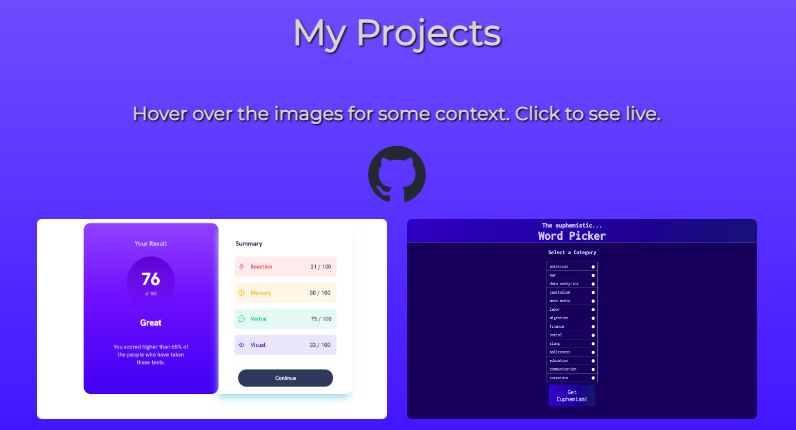 My Projects
Hover over the images for some context. Click to see live.
Your Result
76
of 100
Great
You scored higher than 65% of
the people who have taken
these tests.
Summary
Reaction 21 / 100
Memory 50 / 100
Verbal 75 / 100
Visual 33 / 100
Continue
The euphemistic...
Word Picker
Select a Category
political
war
data analytics
capitalism
mass media
labor
migration
finance
social
slang
politeness
education
communication
corporate
Get
Euphemism!